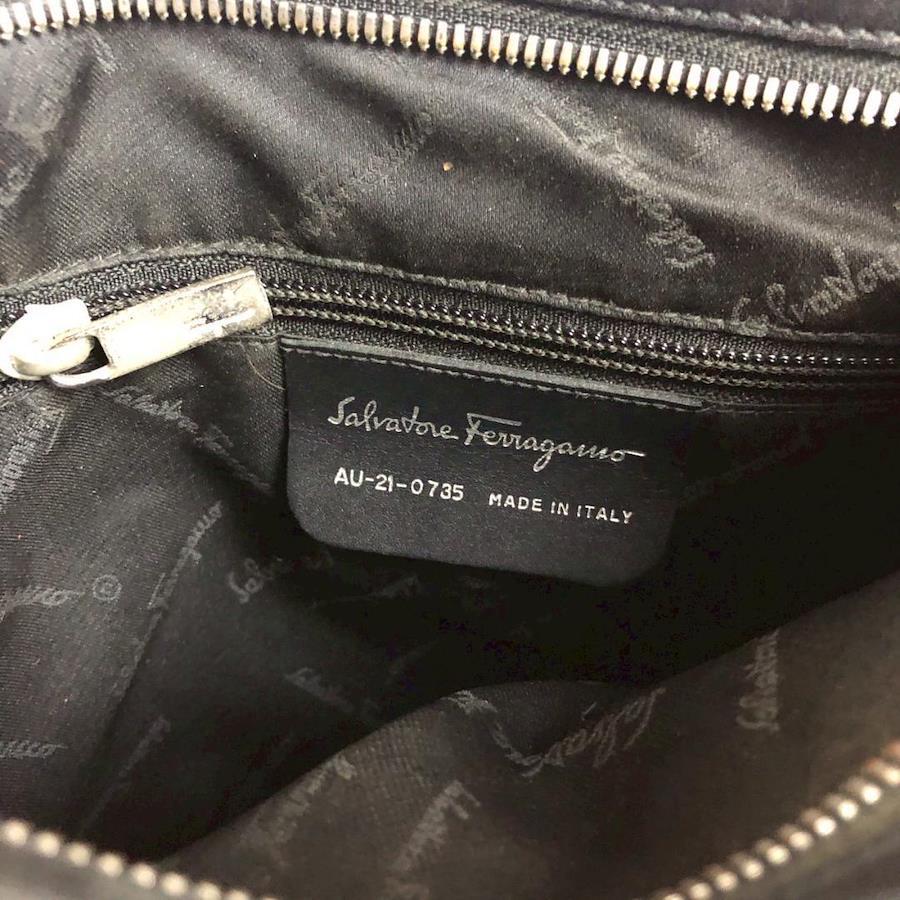 Salvatore Ferragamo
AU-21-0735 MADE IN ITALY